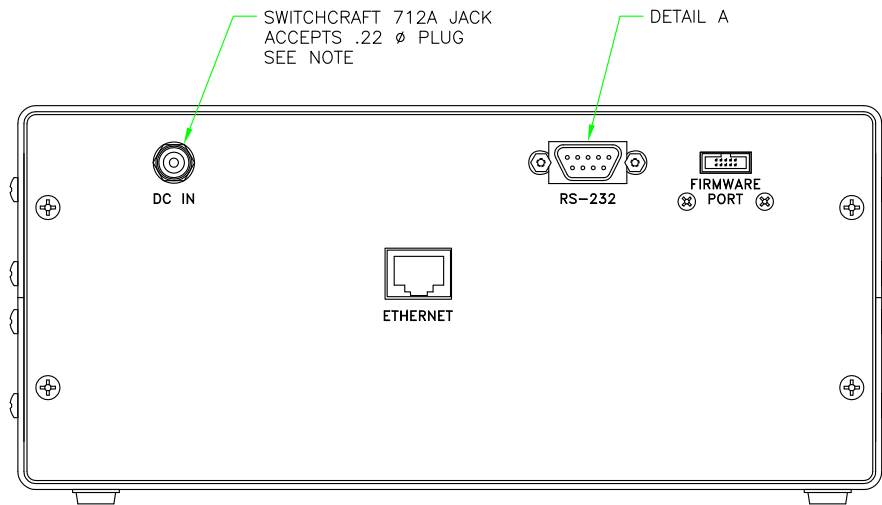 SWITCHCRAFT 712A JACK
ACCEPTS .22 ø PLUG
SEE NOTE
DETAIL A
DC IN
RS-232
FIRMWARE
PORT
ETHERNET